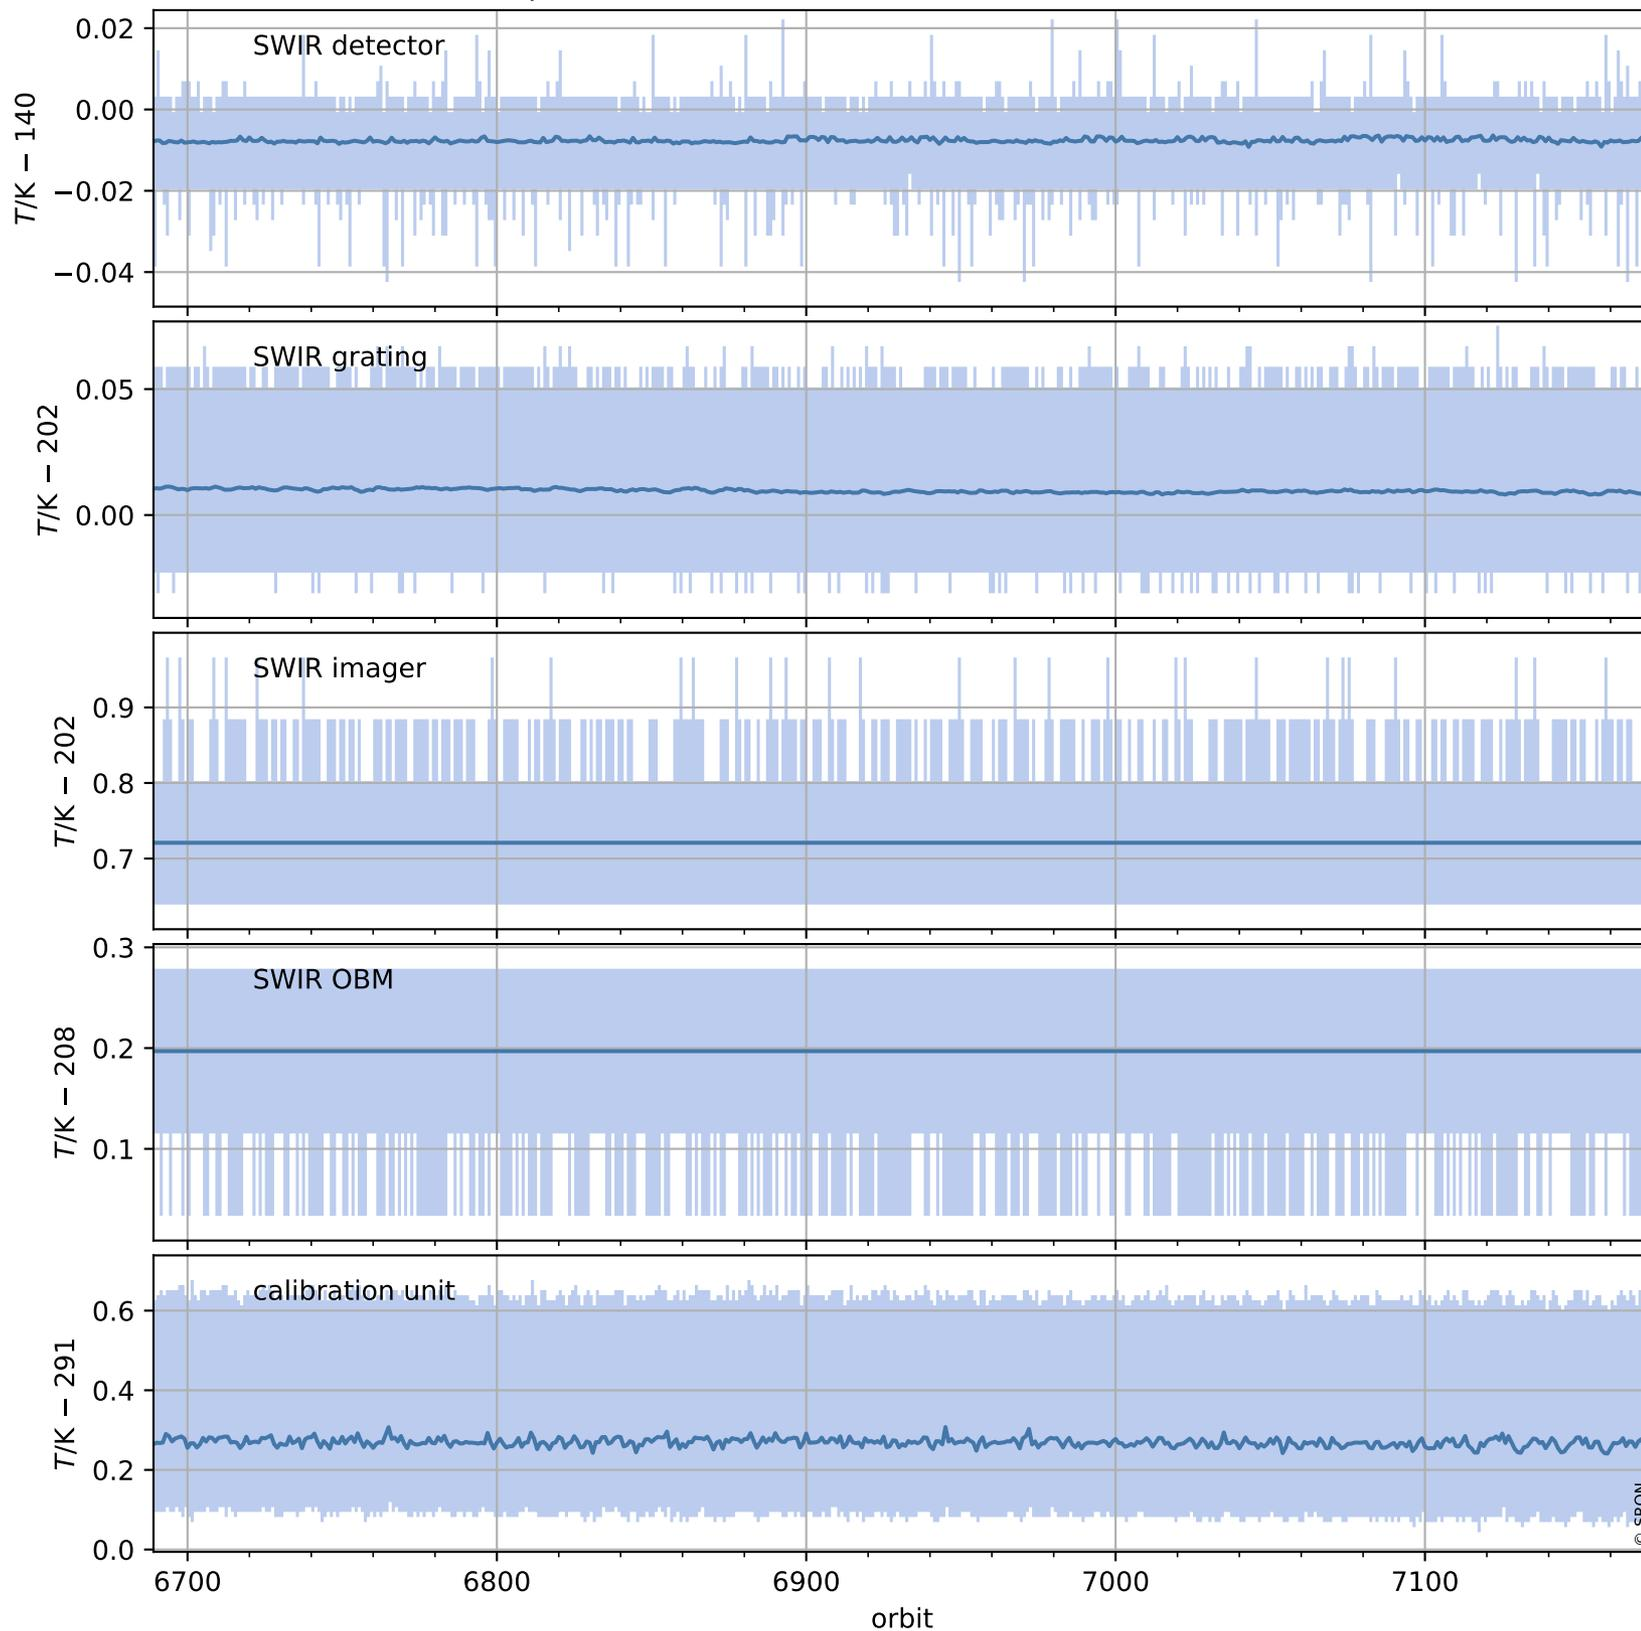 SWIR detector
0.02
0.00
−0.02
−0.04
T/K − 140
SWIR grating
0.05
0.00
T/K − 202
SWIR imager
0.9
0.8
0.7
T/K − 202
SWIR OBM
0.3
0.2
0.1
T/K − 208
calibration unit
0.6
0.4
0.2
0.0
T/K − 291
6700 6800 6900 7000 7100
orbit